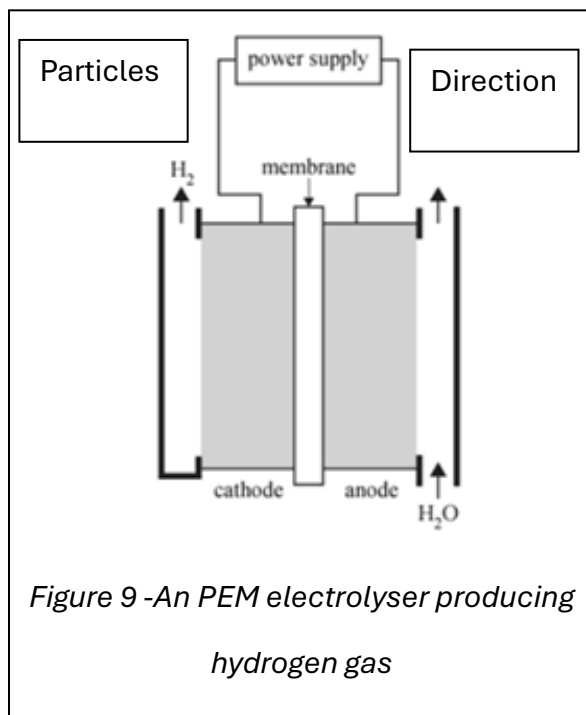 Particles
power supply
Direction
membrane
H₂
cathode
anode
H₂O
Figure 9 -An PEM electrolyser producing
hydrogen gas